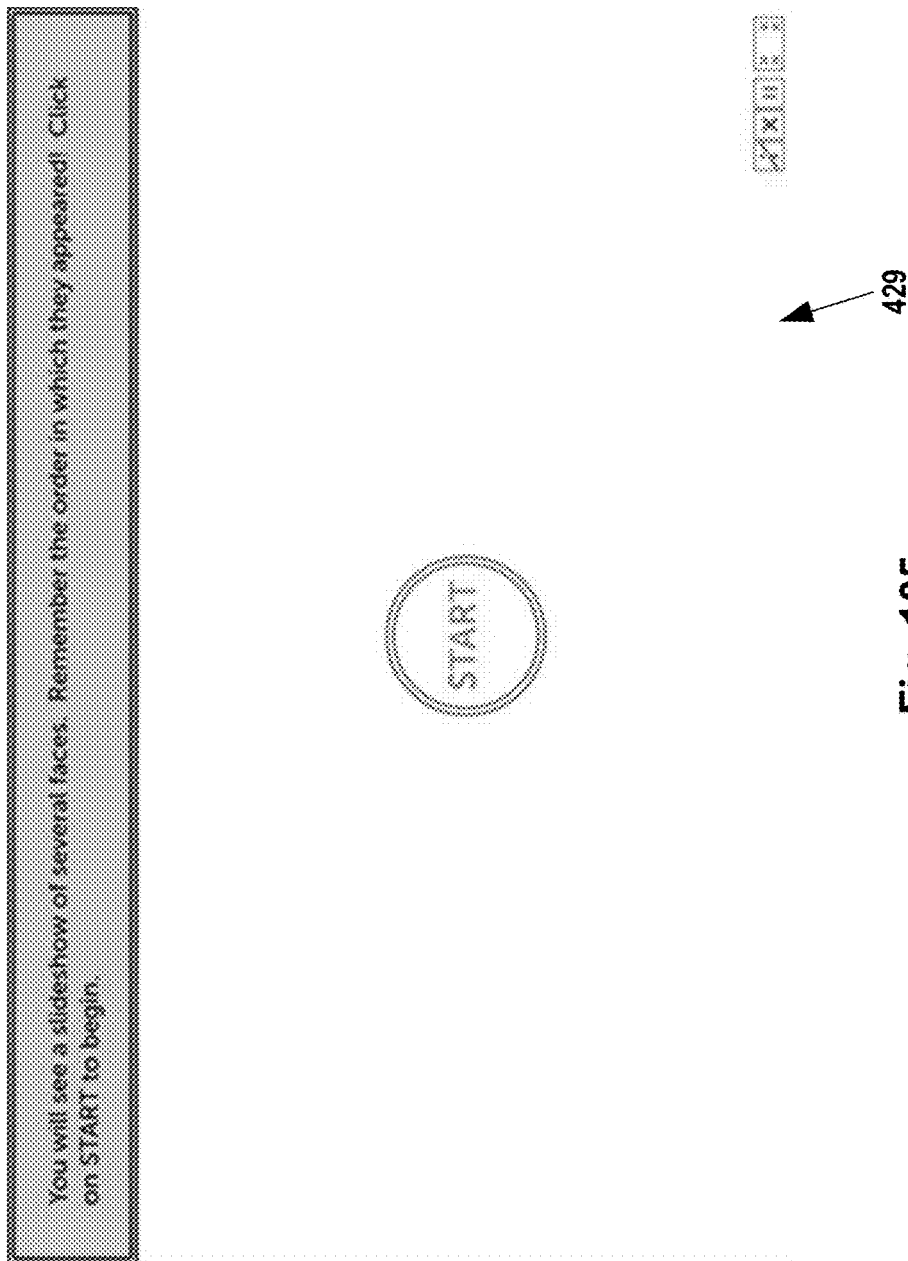 You will see a slideshow of several faces. Remember the order in which they appeared! Click
on START to begin.
START
429